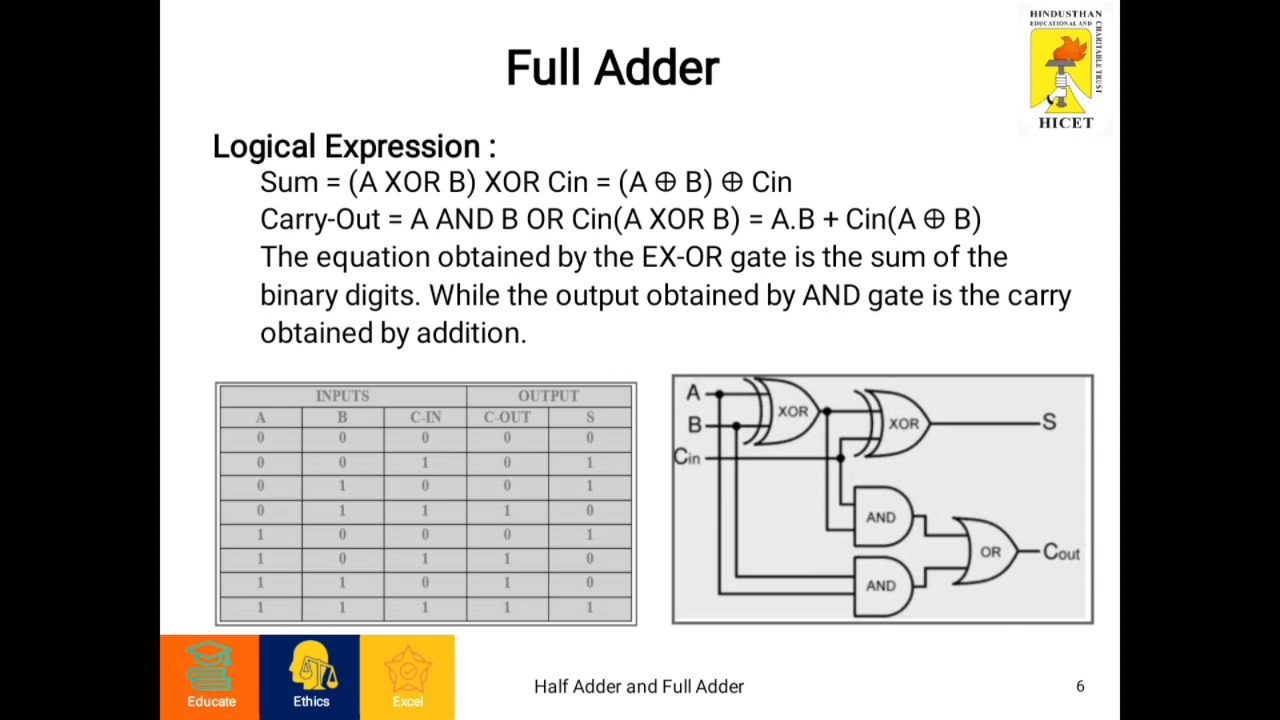 HINDUSTHAN
EDUCATIONAL AND
CHARITABLE TRUST
HICET
Full Adder
Logical Expression :
Sum = (A XOR B) XOR Cin = (A ⊕ B) ⊕ Cin
Carry-Out = A AND B OR Cin(A XOR B) = A.B + Cin(A ⊕ B)
The equation obtained by the EX-OR gate is the sum of the
binary digits. While the output obtained by AND gate is the carry
obtained by addition.
INPUTS OUTPUT
A B C-IN C-OUT S
0 0 0 0 0
0 0 1 0 1
0 1 0 0 1
0 1 1 1 0
1 0 0 0 1
1 0 1 1 0
1 1 0 1 0
1 1 1 1 1
A
B
Cin
XOR
XOR
S
AND
AND
OR
Cout
Educate
Ethics
Excel
Half Adder and Full Adder
6